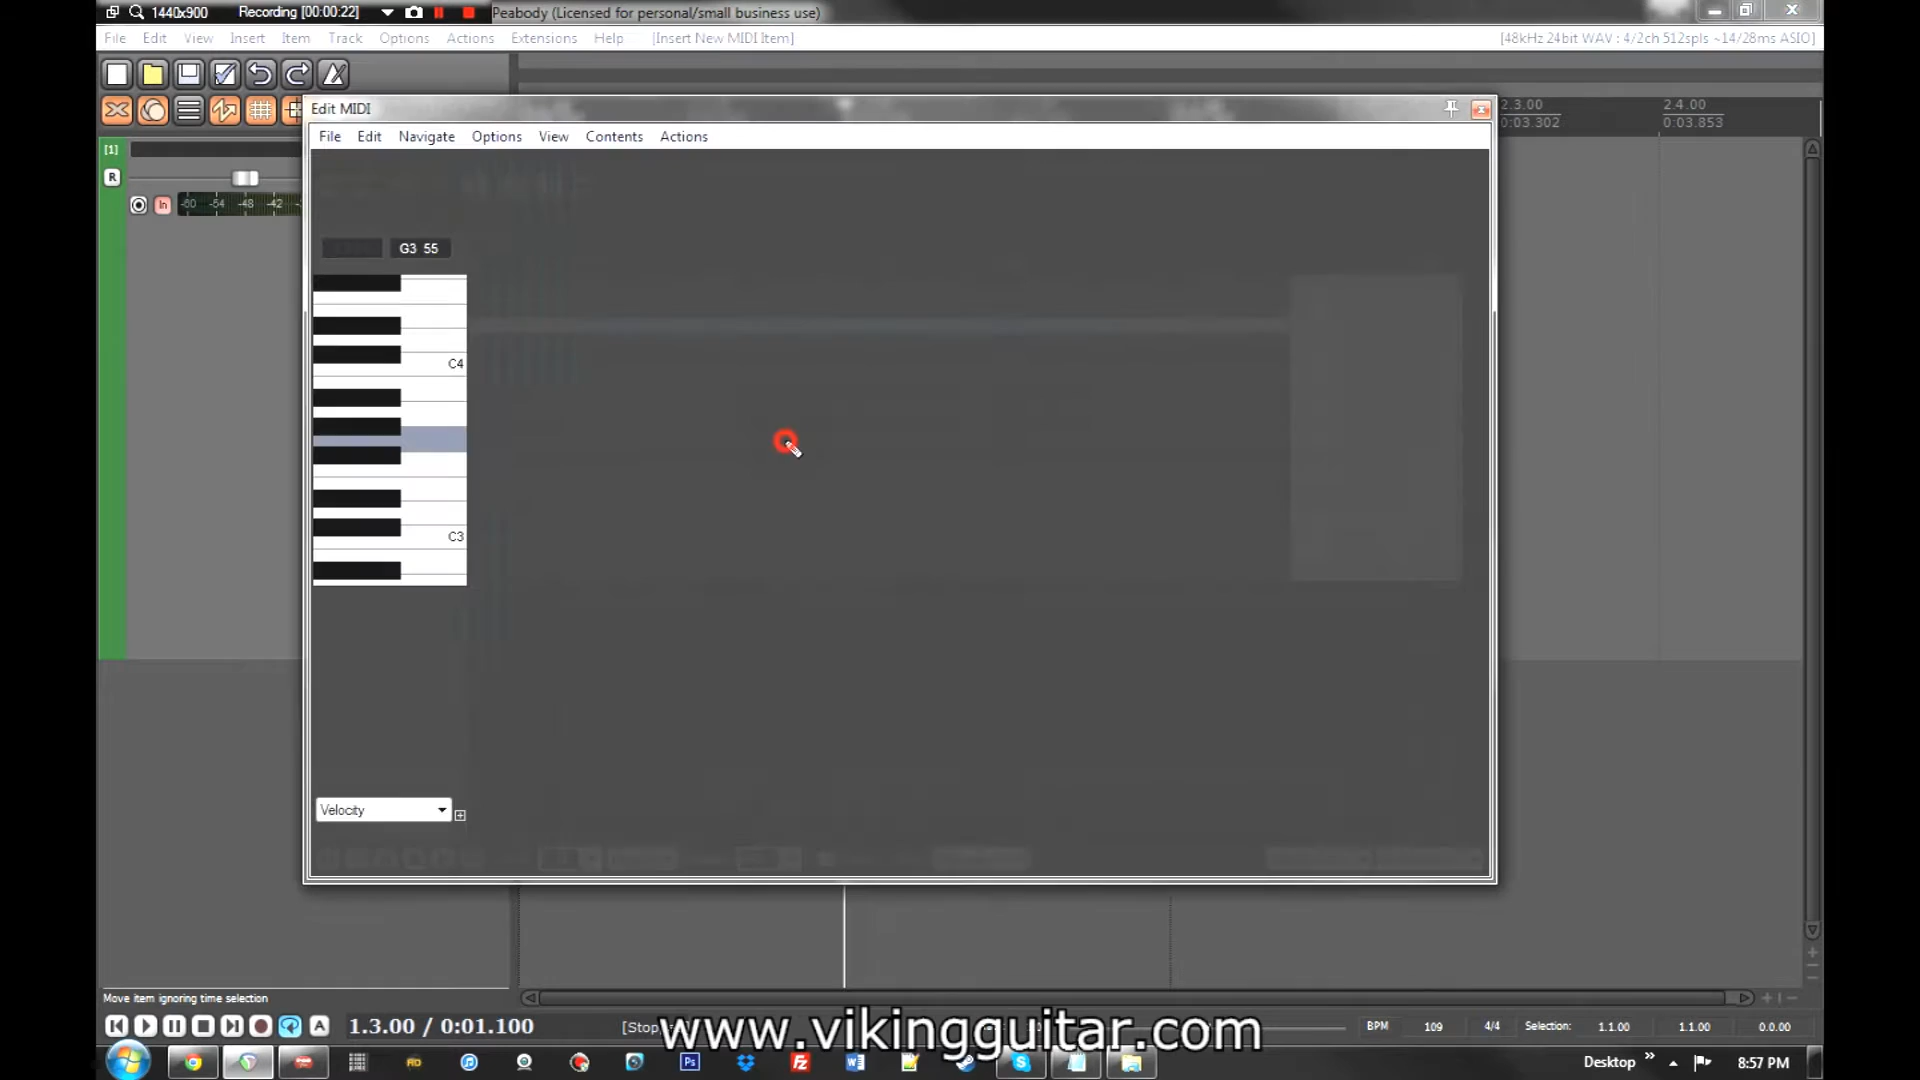 1440x900 Recording [00:00:22] Peabody (Licensed for personal/small business use)
File Edit View Insert Item Track Options Actions Extensions Help [Insert New MIDI Item] [48kHz 24bit WAV : 4/2ch 512spls ~14/28ms ASIO]
Edit MIDI
2.3.00 2.4.00
0:03.302 0:03.853
File Edit Navigate Options View Contents Actions
[1]
R
In -60 -54 -48 -42
G3 55
C4
C3
Velocity
Move item ignoring time selection
A 1.3.00 / 0:01.100 BPM 109 4/4 Selection: 1.1.00 1.1.00 0.0.00
www.vikingguitar.com
Desktop » 8:57 PM